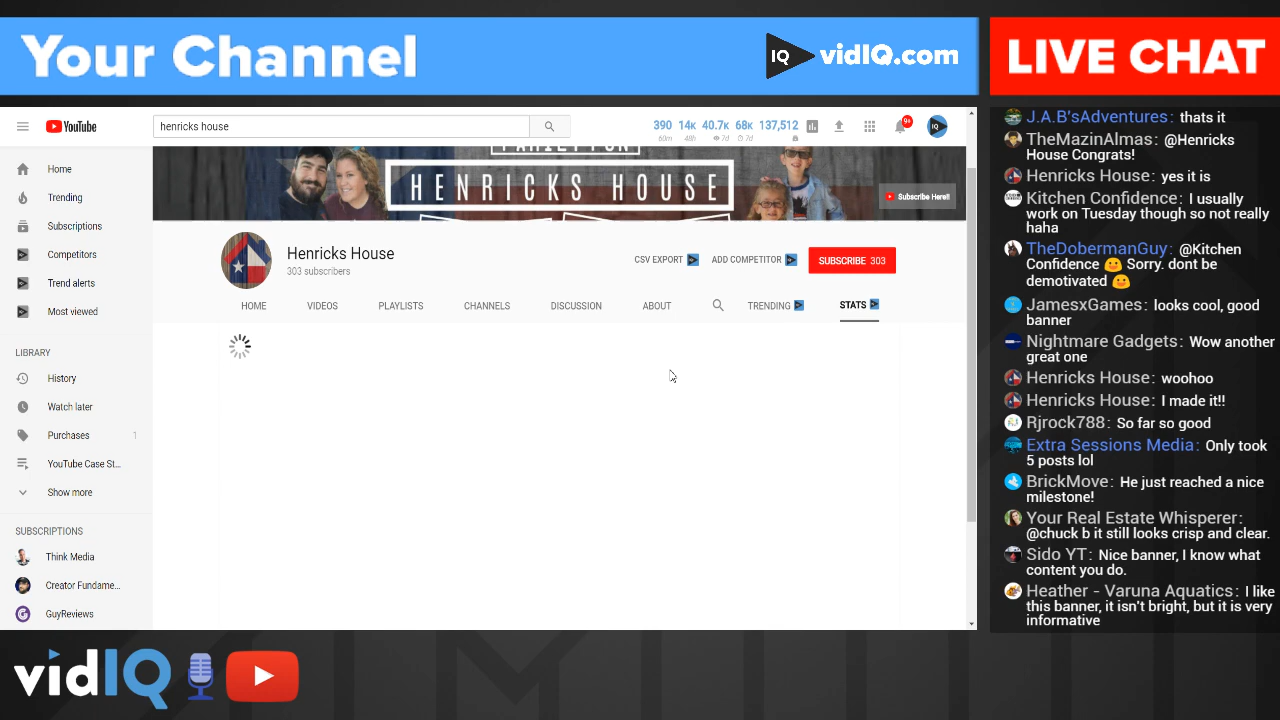 Your Channel
IQ vidIQ.com
LIVE CHAT
YouTube
henricks house
390 14K 40.7K 68K 137,512
60m 48h 7d 7d
9+
IQ
Home
Trending
Subscriptions
Competitors
Trend alerts
Most viewed
LIBRARY
History
Watch later
Purchases 1
YouTube Case St...
Show more
SUBSCRIPTIONS
Think Media
Creator Fundame...
GuyReviews
HENRICKS HOUSE
Subscribe Here!!
Henricks House
303 subscribers
CSV EXPORT ADD COMPETITOR SUBSCRIBE 303
HOME VIDEOS PLAYLISTS CHANNELS DISCUSSION ABOUT TRENDING STATS
J.A.B'sAdventures: thats it
TheMazinAlmas: @Henricks
House Congrats!
Henricks House: yes it is
Kitchen Confidence: I usually
work on Tuesday though so not really
haha
TheDobermanGuy: @Kitchen
Confidence Sorry. dont be
demotivated
JamesxGames: looks cool, good
banner
Nightmare Gadgets: Wow another
great one
Henricks House: woohoo
Henricks House: I made it!!
Rjrock788: So far so good
Extra Sessions Media: Only took
5 posts lol
BrickMove: He just reached a nice
milestone!
Your Real Estate Whisperer:
@chuck b it still looks crisp and clear.
Sido YT: Nice banner, I know what
content you do.
Heather - Varuna Aquatics: I like
this banner, it isn't bright, but it is very
informative
vidIQ